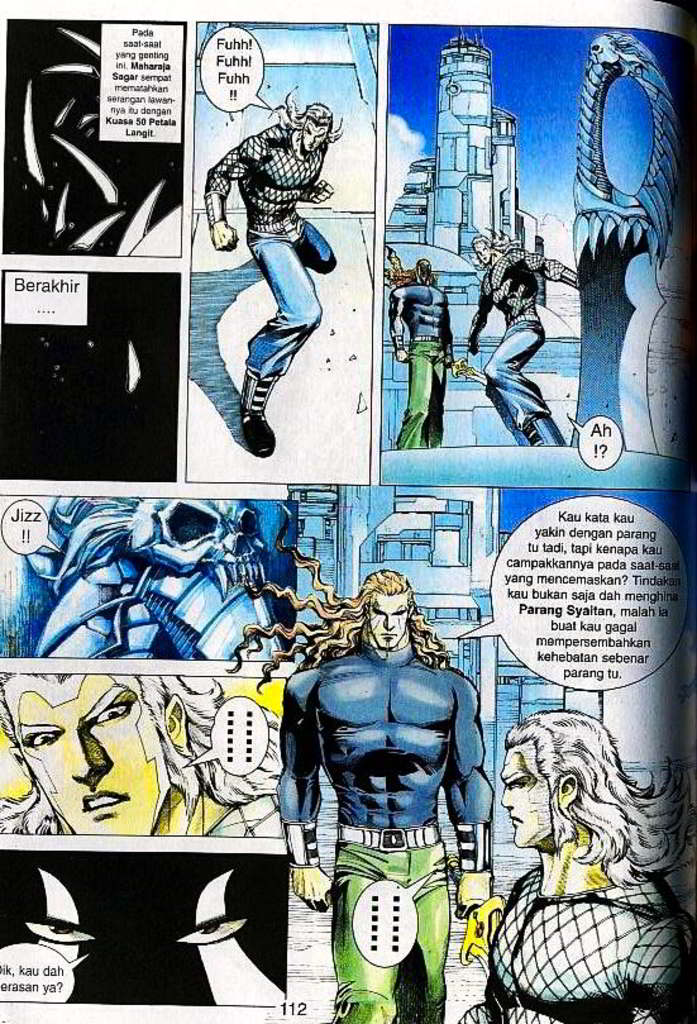 Pada
saat-saat
yang genting
ini, Maharaja
Sagar sempat
mematahkan
serangan lawan-
nya itu dengan
Kuasa 50 Petala
Langit.
Fuhh!
Fuhh!
Fuhh
!!
Berakhir
....
Ah
!?
Jizz
!!
Kau kata kau
yakin dengan parang
tu tadi, tapi kenapa kau
campakkannya pada saat-saat
yang mencemaskan? Tindakan
kau bukan saja dah menghina
Parang Syaitan, malah ia
buat kau gagal
mempersembahkan
kehebatan sebenar
parang tu.
Dik, kau dah
erasan ya?
112